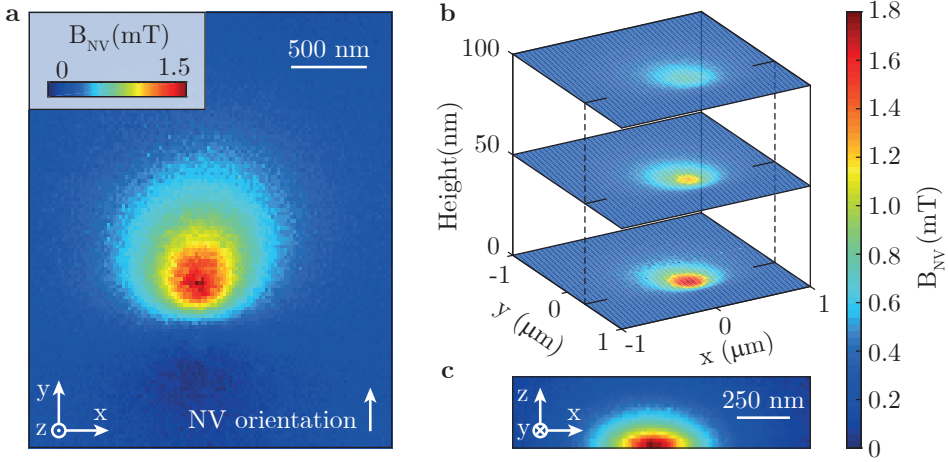 a
B_NV(mT)
0 1.5
500 nm
y
z x
NV orientation
b
100
50
0
Height(nm)
-1
0
1
y (μm)
-1
0
1
x (μm)
1.8
1.6
1.4
1.2
1.0
0.8
0.6
0.4
0.2
0
B_NV (mT)
c
z
y x
250 nm